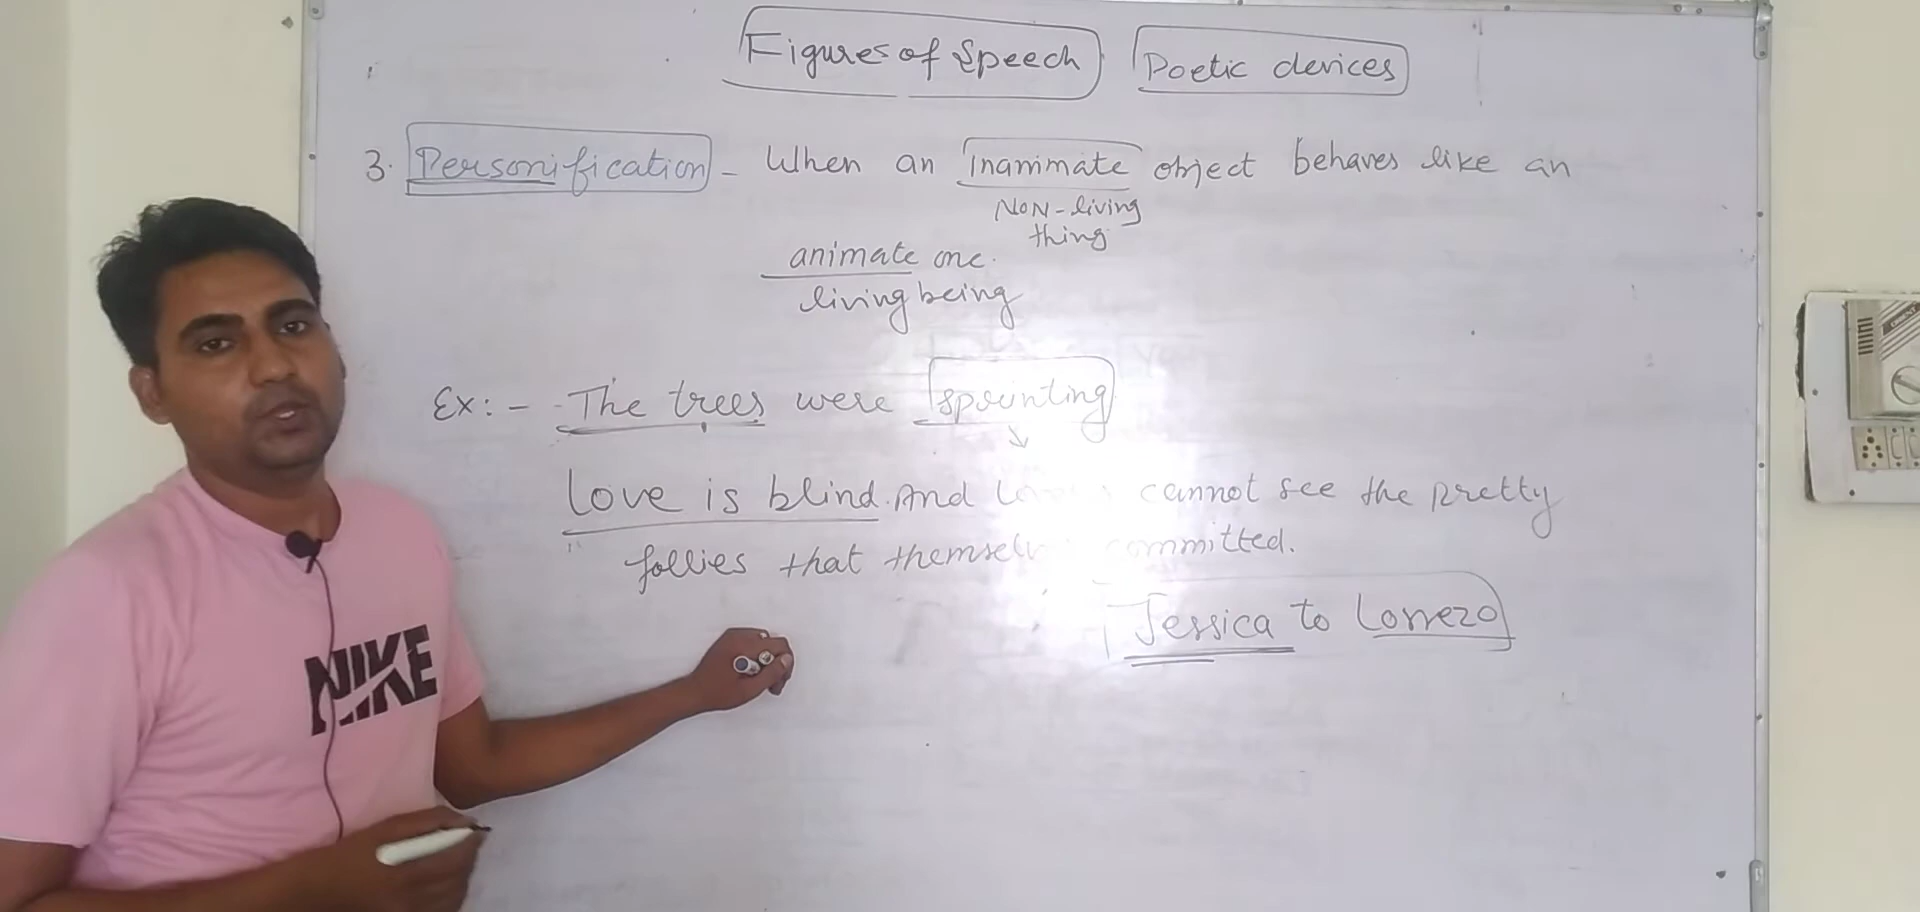 Figures of Speech Poetic devices
3. Personification - When an Inanimate object behaves like an
NON-living
thing
animate one.
living being
Ex:- The trees were sprinting
Love is blind. And cannot see the pretty
follies that committed.
Jessica to Lorrezo
NIKE